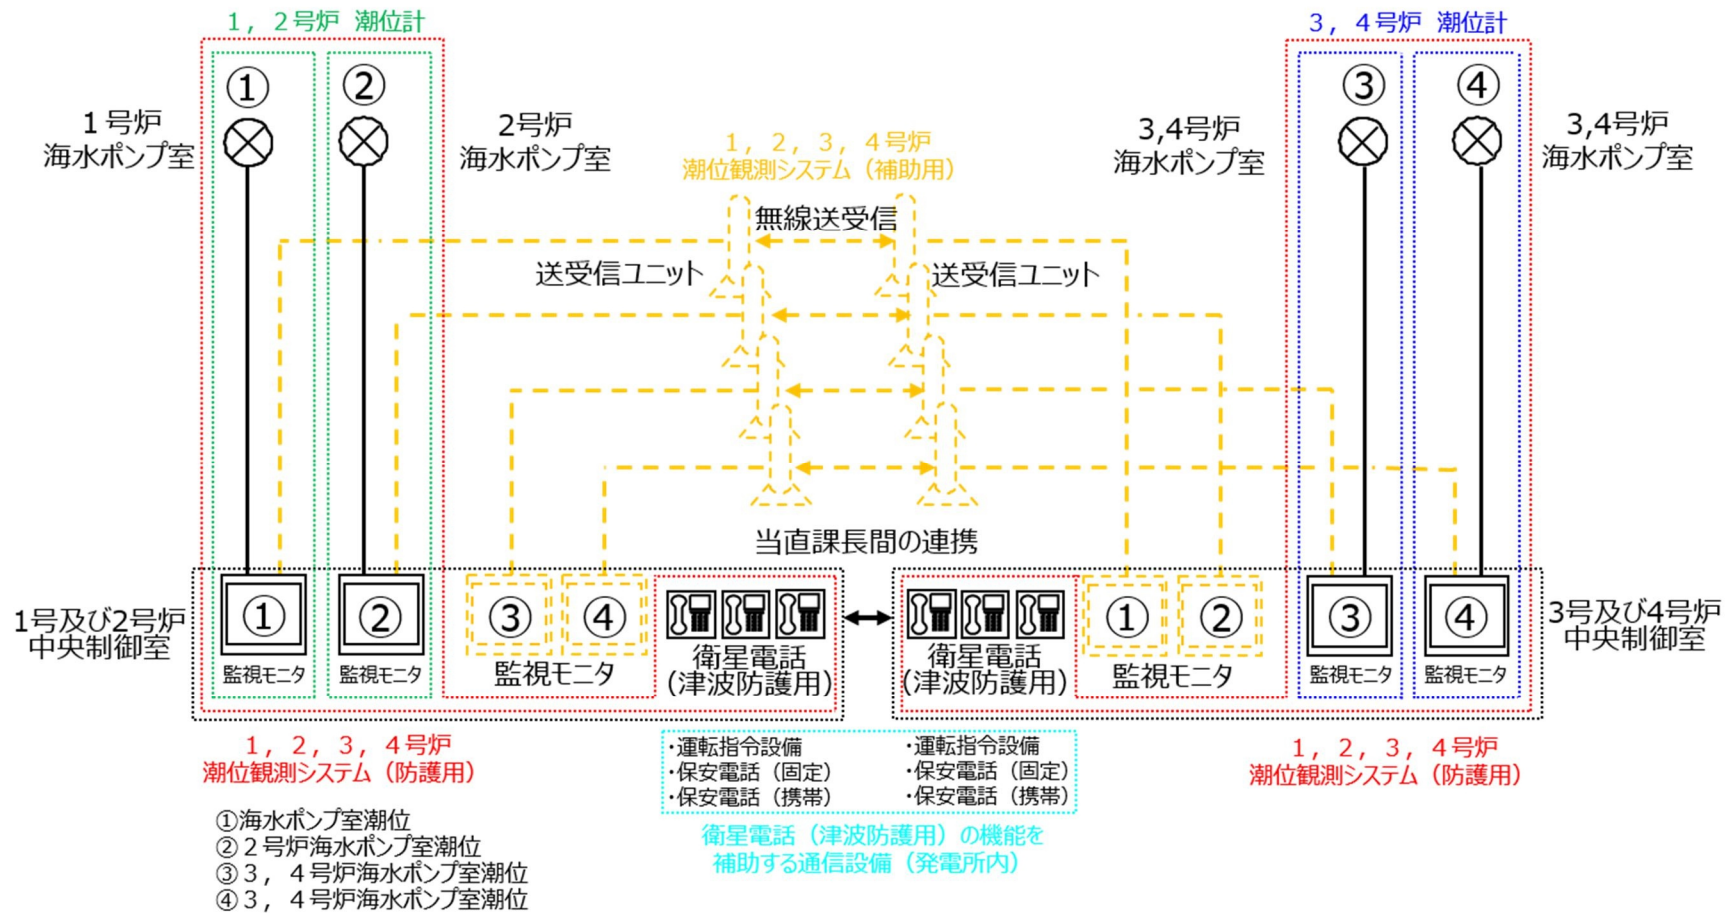 1，2号炉 潮位計
3，4号炉 潮位計
①
②
③
④
1号炉
海水ポンプ室
2号炉
海水ポンプ室
1，2，3，4号炉
潮位観測システム（補助用）
3,4号炉
海水ポンプ室
3,4号炉
海水ポンプ室
無線送受信
送受信ユニット
送受信ユニット
当直課長間の連携
1号及び2号炉
中央制御室
①
監視モニタ
②
監視モニタ
③
④
監視モニタ
衛星電話
(津波防護用)
衛星電話
(津波防護用)
①
②
監視モニタ
③
監視モニタ
④
監視モニタ
3号及び4号炉
中央制御室
1，2，3，4号炉
潮位観測システム（防護用）
・運転指令設備
・保安電話（固定）
・保安電話（携帯）
・運転指令設備
・保安電話（固定）
・保安電話（携帯）
1，2，3，4号炉
潮位観測システム（防護用）
衛星電話（津波防護用）の機能を
補助する通信設備（発電所内）
①海水ポンプ室潮位
②２号炉海水ポンプ室潮位
③３，４号炉海水ポンプ室潮位
④３，４号炉海水ポンプ室潮位